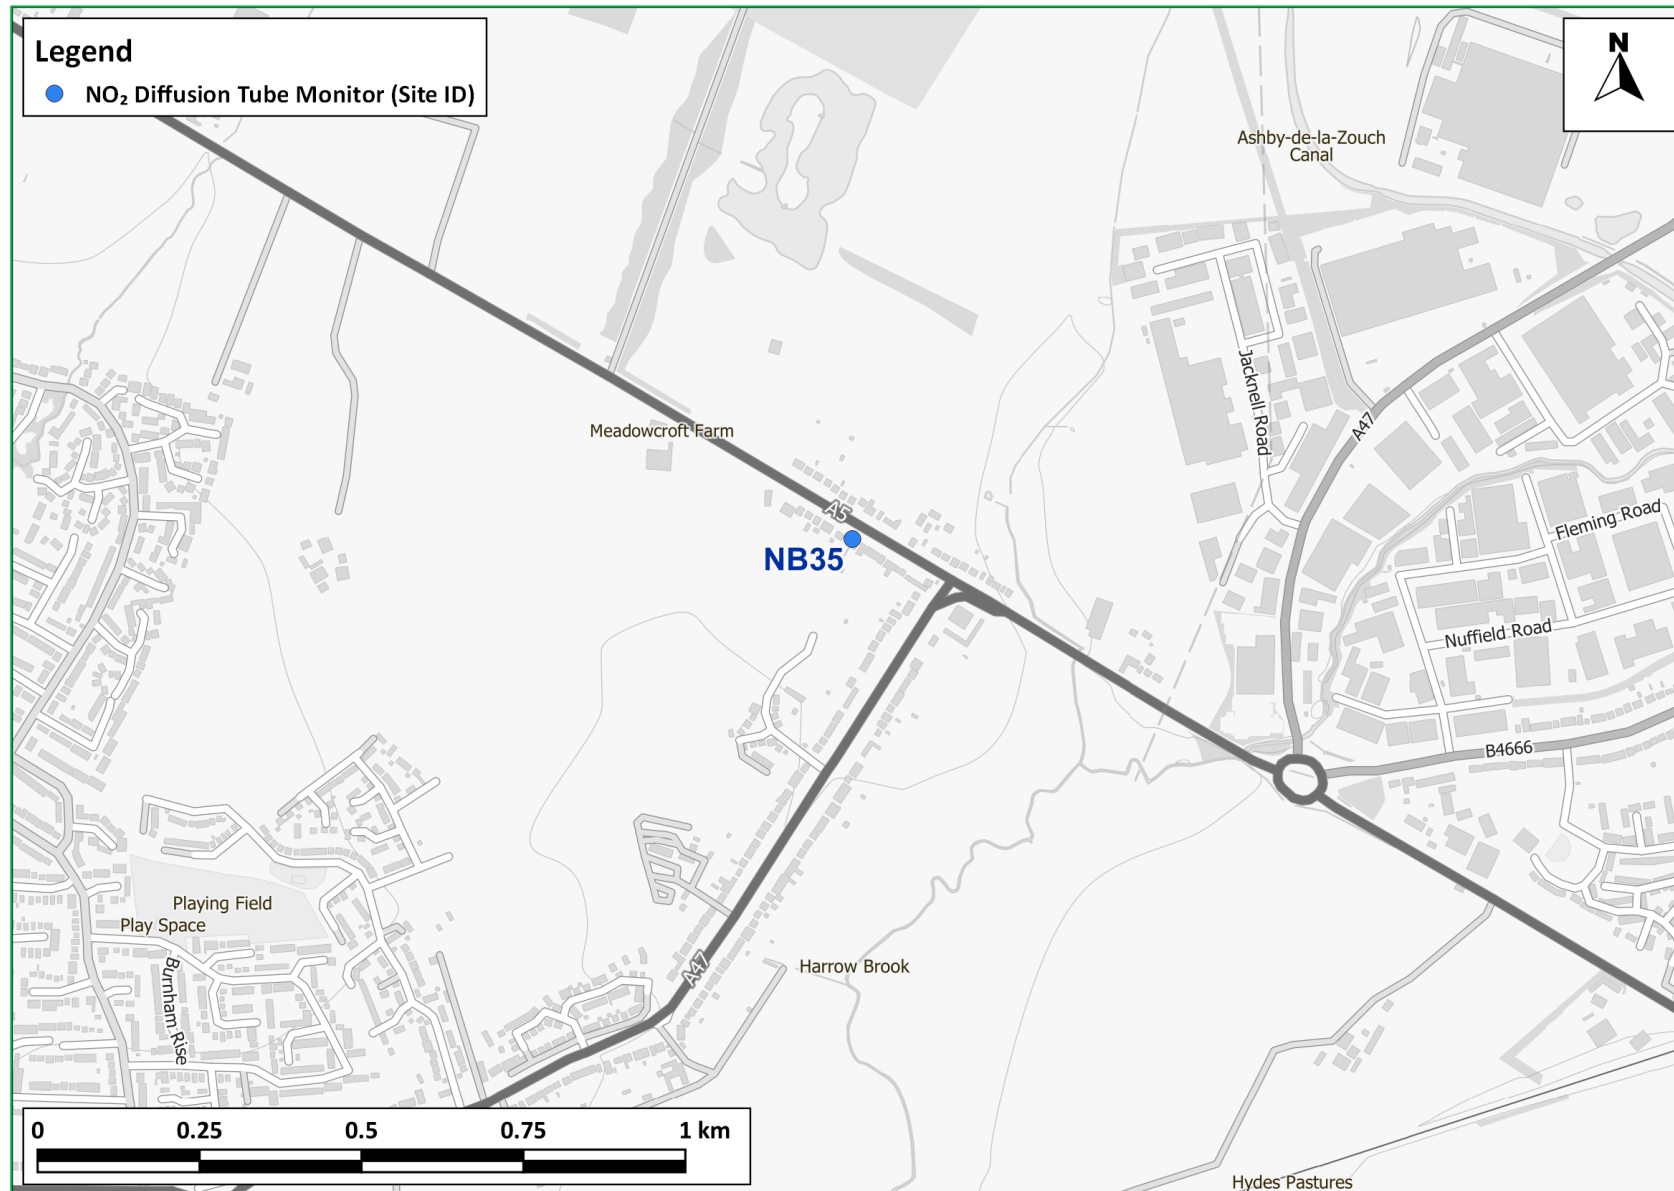 Legend
NO₂ Diffusion Tube Monitor (Site ID)
N
Ashby-de-la-Zouch
Canal
Jacknell Road
A47
Meadowcroft Farm
A5
NB35
Fleming Road
Nuffield Road
B4666
Playing Field
Play Space
Burnham Rise
A47
Harrow Brook
Hydes Pastures
0 0.25 0.5 0.75 1 km